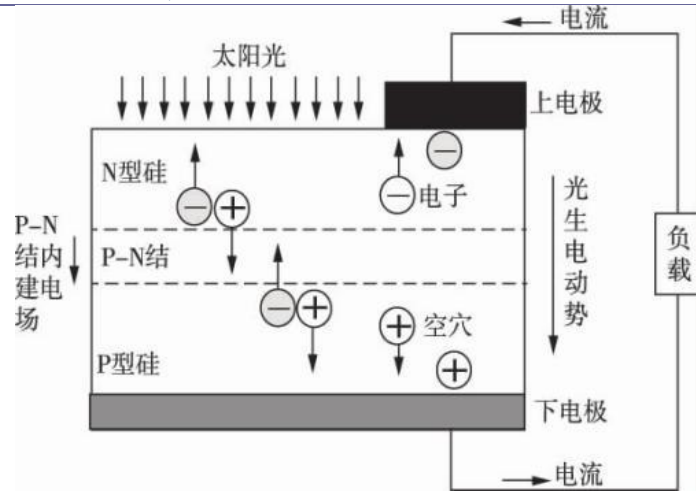 电流
太阳光
上电极
N型硅
电子
P-N
结内
建电
场
P-N结
光
生
电
动
势
负
载
P型硅
空穴
下电极
电流